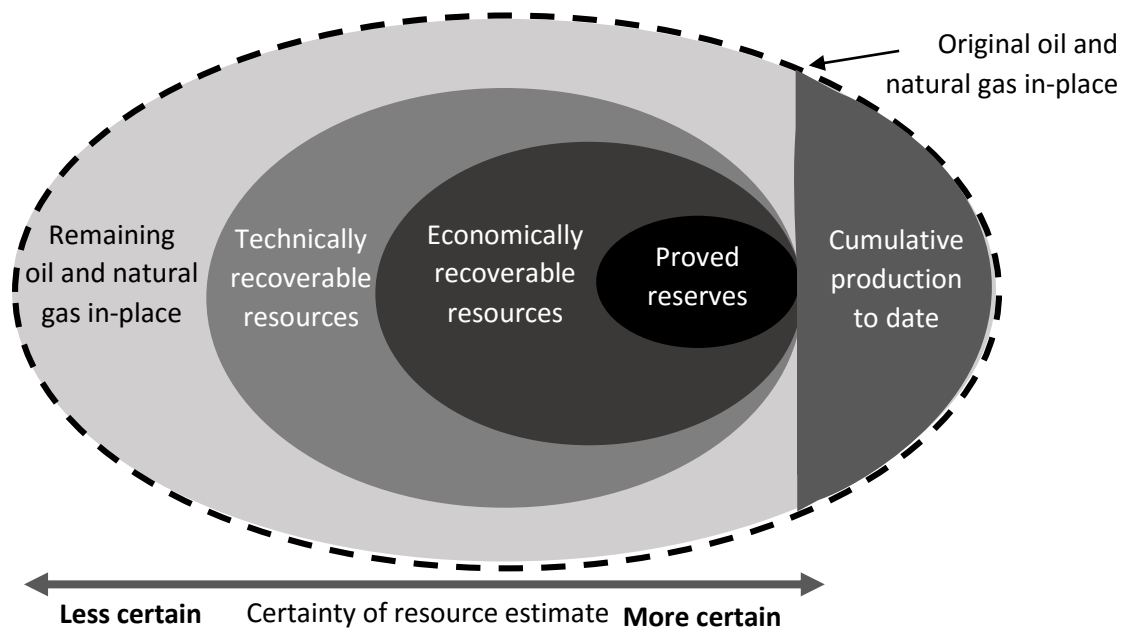 Original oil and
natural gas in-place
Remaining
oil and natural
gas in-place
Technically
recoverable
resources
Economically
recoverable
resources
Proved
reserves
Cumulative
production
to date
Less certain
Certainty of resource estimate
More certain